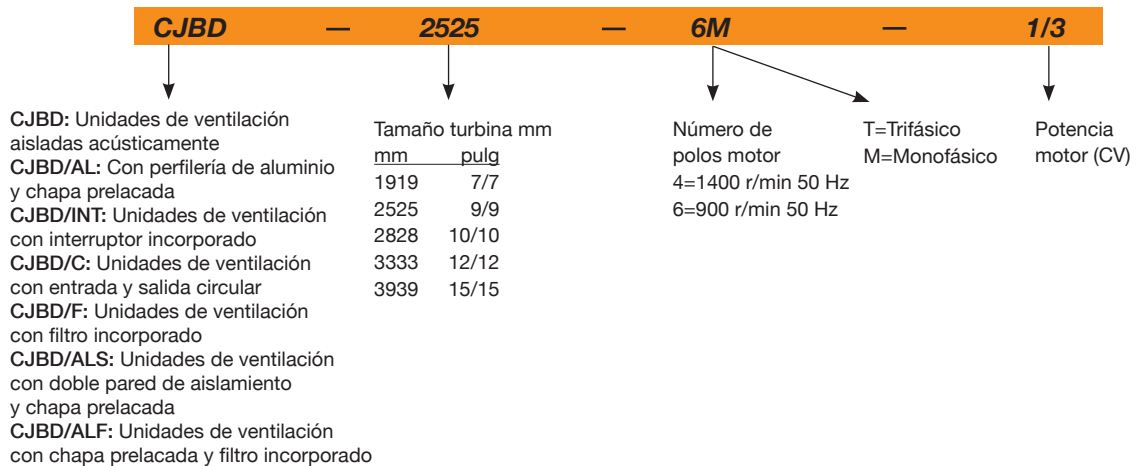 CJBD — 2525 — 6M — 1/3
CJBD: Unidades de ventilación
aisladas acústicamente
CJBD/AL: Con perfilería de aluminio
y chapa prelacada
CJBD/INT: Unidades de ventilación
con interruptor incorporado
CJBD/C: Unidades de ventilación
con entrada y salida circular
CJBD/F: Unidades de ventilación
con filtro incorporado
CJBD/ALS: Unidades de ventilación
con doble pared de aislamiento
y chapa prelacada
CJBD/ALF: Unidades de ventilación
con chapa prelacada y filtro incorporado
Tamaño turbina mm
mm pulg
1919 7/7
2525 9/9
2828 10/10
3333 12/12
3939 15/15
Número de
polos motor
4=1400 r/min 50 Hz
6=900 r/min 50 Hz
T=Trifásico
M=Monofásico
Potencia
motor (CV)